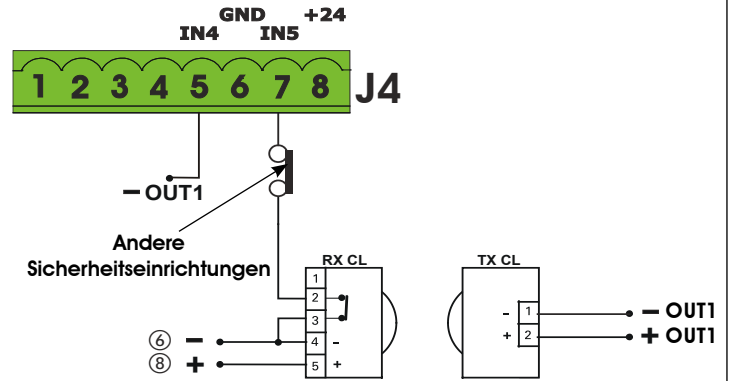 GND +24
IN4 IN5
1 2 3 4 5 6 7 8 J4
− OUT1
Andere
Sicherheitseinrichtungen
RX CL
1
2
3
⑥ − 4 -
⑧ + 5 +
TX CL
- 1 − OUT1
+ 2 + OUT1